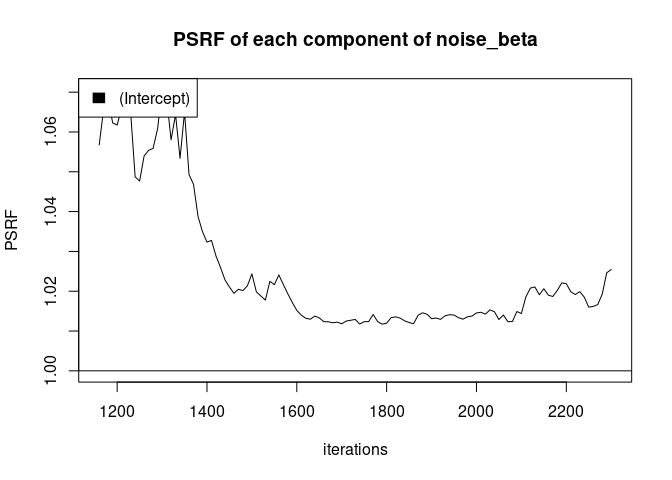 PSRF of each component of noise_beta
(Intercept)
PSRF
1.06
1.04
1.02
1.00
1200 1400 1600 1800 2000 2200
iterations